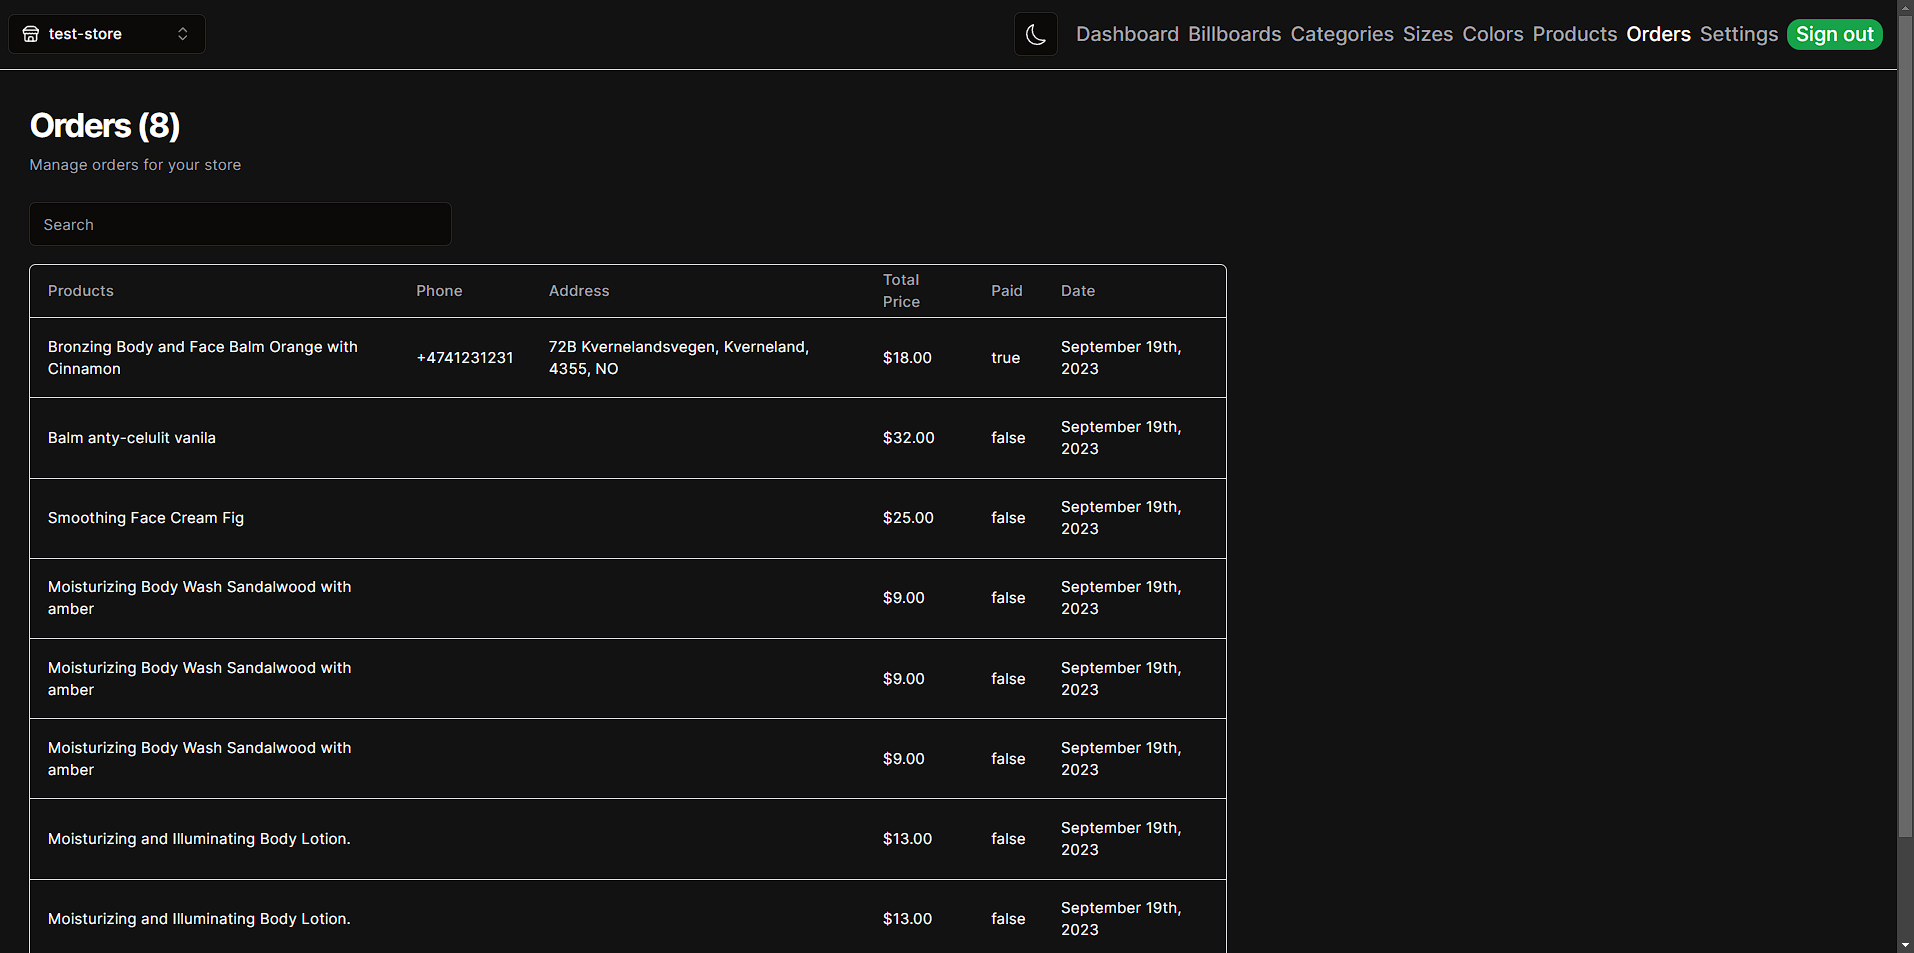 test-store
Dashboard Billboards Categories Sizes Colors Products Orders Settings Sign out
Orders (8)
Manage orders for your store
Search
Products Phone Address Total Price Paid Date
Bronzing Body and Face Balm Orange with
Cinnamon
+4741231231
72B Kvernelandsvegen, Kverneland,
4355, NO
$18.00
true
September 19th,
2023
Balm anty-celulit vanila
$32.00
false
September 19th,
2023
Smoothing Face Cream Fig
$25.00
false
September 19th,
2023
Moisturizing Body Wash Sandalwood with
amber
$9.00
false
September 19th,
2023
Moisturizing Body Wash Sandalwood with
amber
$9.00
false
September 19th,
2023
Moisturizing Body Wash Sandalwood with
amber
$9.00
false
September 19th,
2023
Moisturizing and Illuminating Body Lotion.
$13.00
false
September 19th,
2023
Moisturizing and Illuminating Body Lotion.
$13.00
false
September 19th,
2023